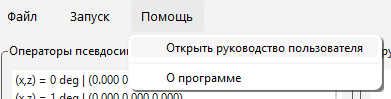 Файл Запуск Помощь
Открыть руководство пользователя
Операторы
(x,z) = 0 deg | (0.000 0
О программе
(x,z) = 1 deg (0.000 0.000 0.000)